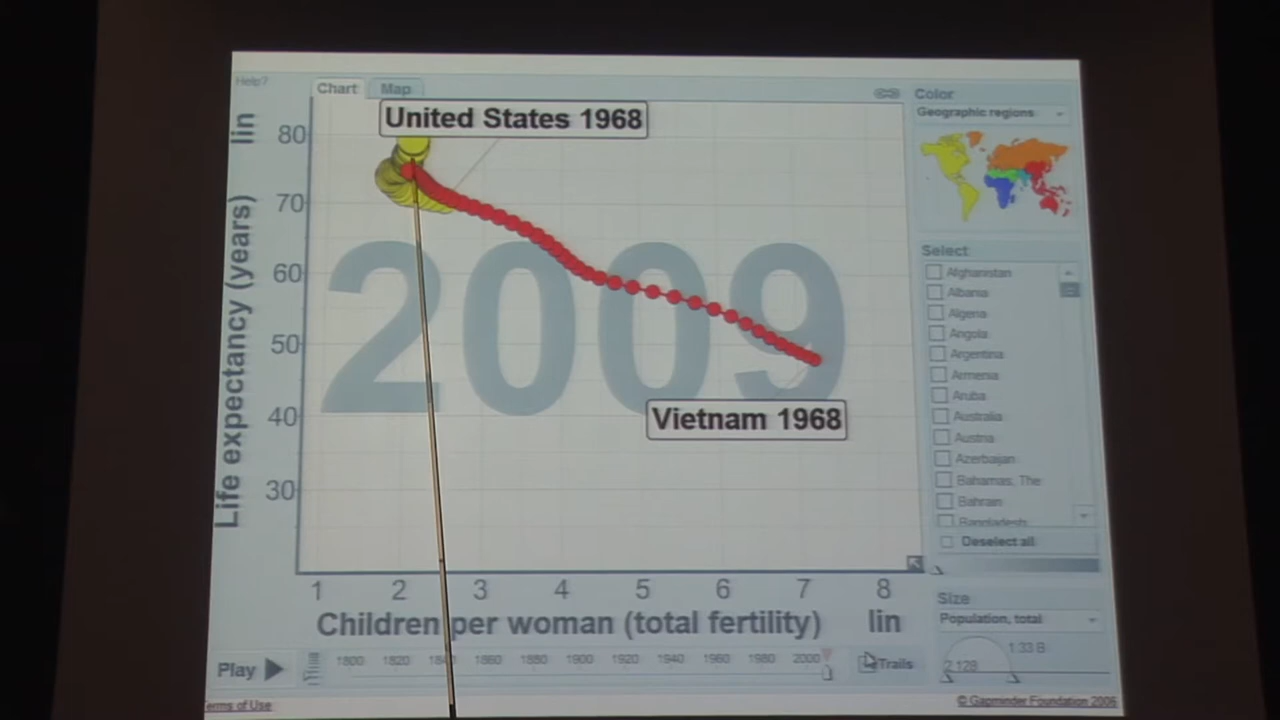 Help?
Chart
Map
Color
Geographic regions
United States 1968
lin
80
70
60
50
40
30
Life expectancy (years)
2009
Vietnam 1968
Select:
Afghanistan
Albania
Algeria
Angola
Argentina
Armenia
Aruba
Australia
Austria
Azerbaijan
Bahamas, The
Bahrain
Bangladesh
Deselect all
1 2 3 4 5 6 7 8
Children per woman (total fertility)
lin
Size
Population, total
1.33 B
2,128
Play
1800 1820 1840 1860 1880 1900 1920 1940 1960 1980 2000
Trails
Terms of Use
© Gapminder Foundation 2006